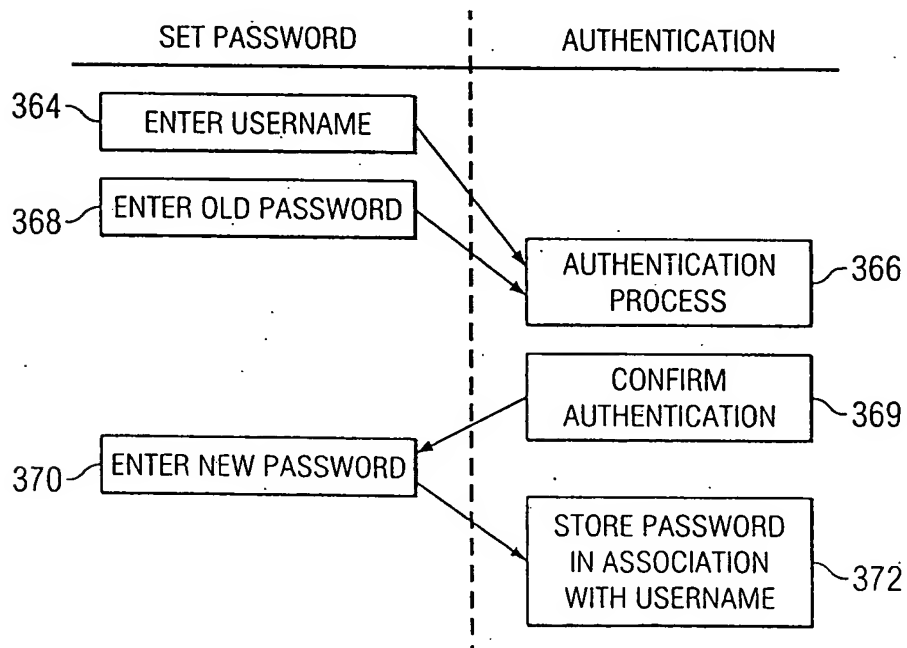 SET PASSWORD
AUTHENTICATION
364
ENTER USERNAME
368
ENTER OLD PASSWORD
AUTHENTICATION
PROCESS
366
CONFIRM
AUTHENTICATION
369
370
ENTER NEW PASSWORD
STORE PASSWORD
IN ASSOCIATION
WITH USERNAME
372